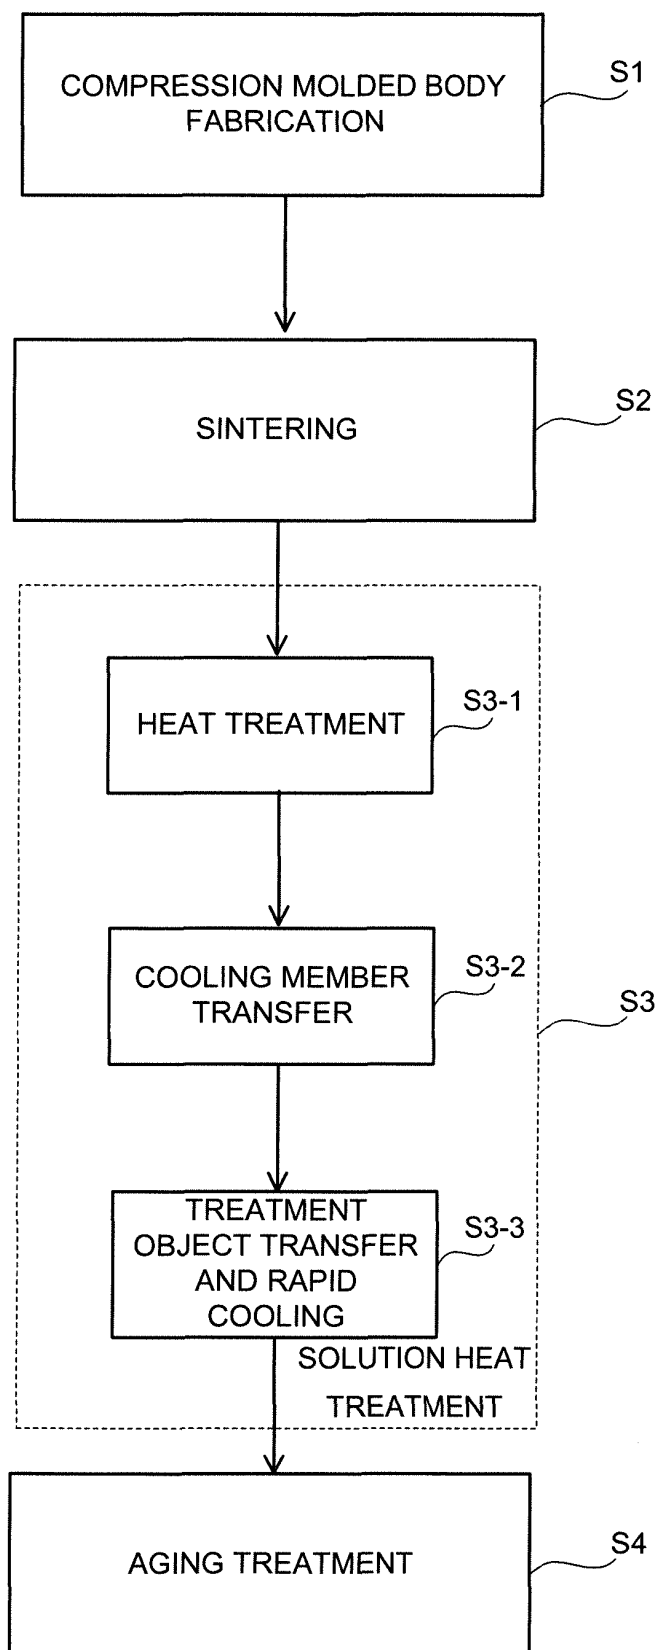 COMPRESSION MOLDED BODY
FABRICATION
S1
SINTERING
S2
HEAT TREATMENT
S3-1
COOLING MEMBER
TRANSFER
S3-2
S3
TREATMENT
OBJECT TRANSFER
AND RAPID
COOLING
S3-3
SOLUTION HEAT
TREATMENT
AGING TREATMENT
S4